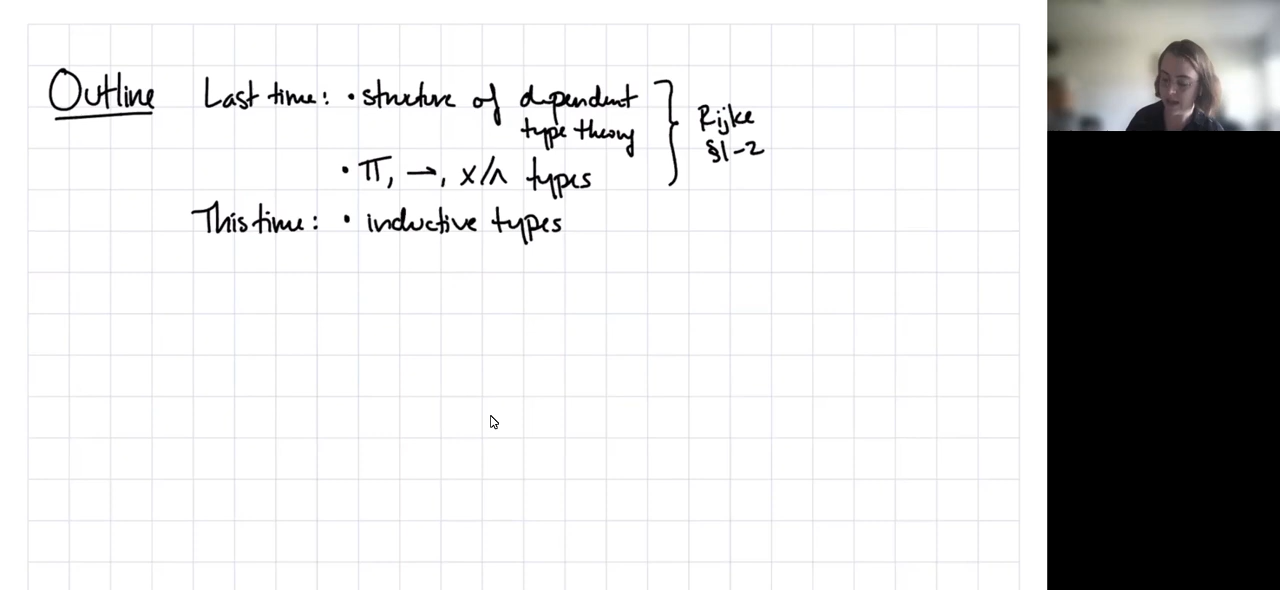 Outline Last time: • structure of dependent type theory
• Π, →, ×/∧ types
Rijke §1-2
This time: • inductive types